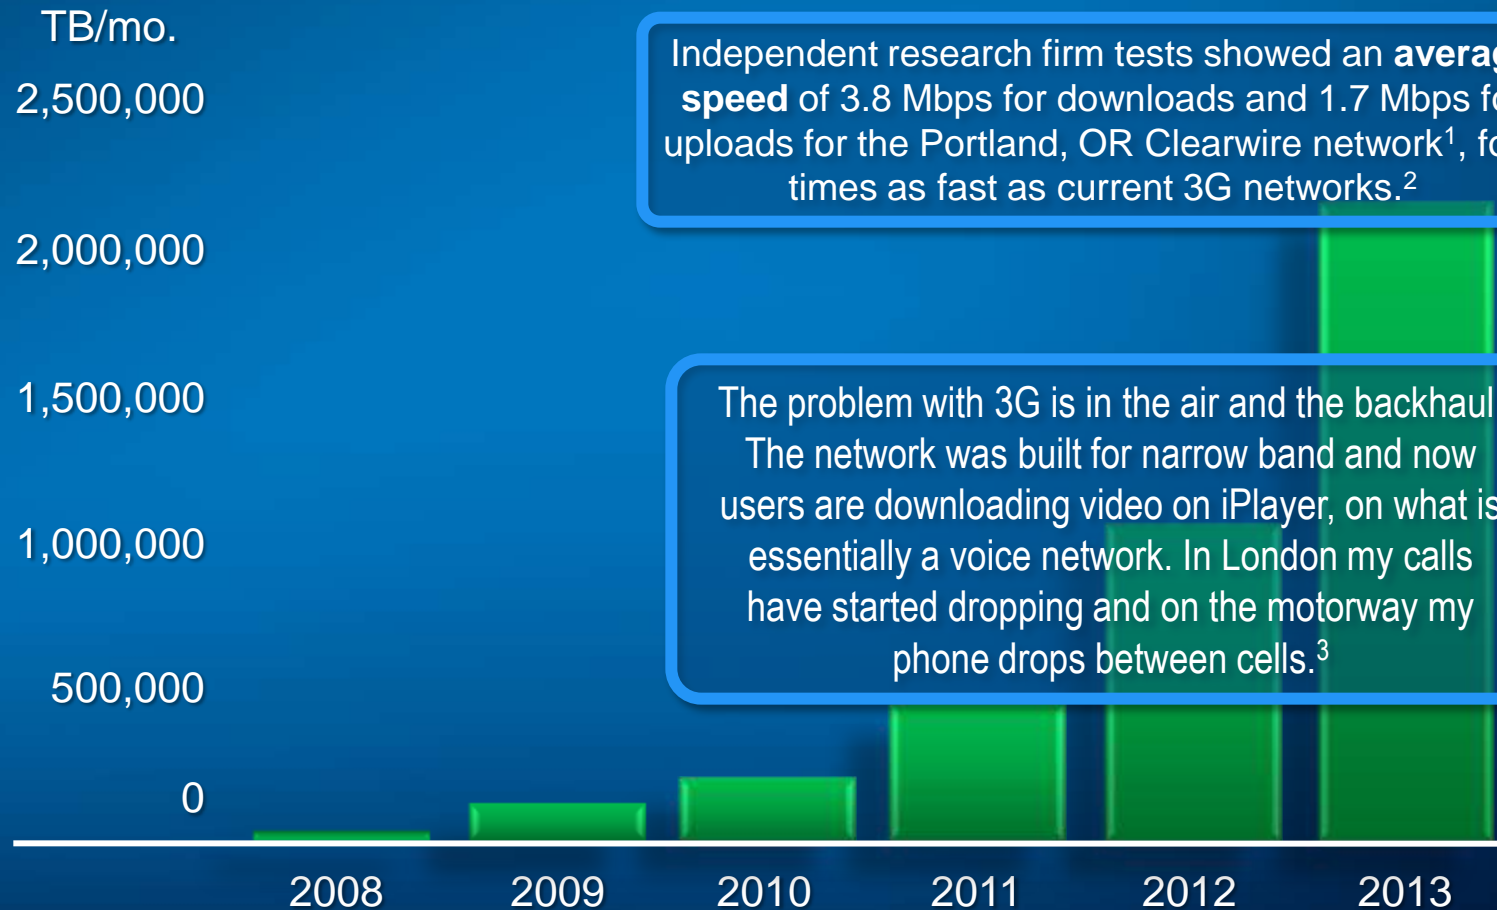 TB/mo.
2,500,000
2,000,000
1,500,000
1,000,000
500,000
0
Independent research firm tests showed an
speed of 3.8 Mbps for downloads and 1.7 Mbps
uploads for the Portland, OR Clearwire network¹,
times as fast as current 3G networks.²
The problem with 3G is in the air and the backhaul
The network was built for narrow band and now
users are downloading video on iPlayer, on what is
essentially a voice network. In London my calls
have started dropping and on the motorway my
phone drops between cells.³
2008 2009 2010 2011 2012 2013